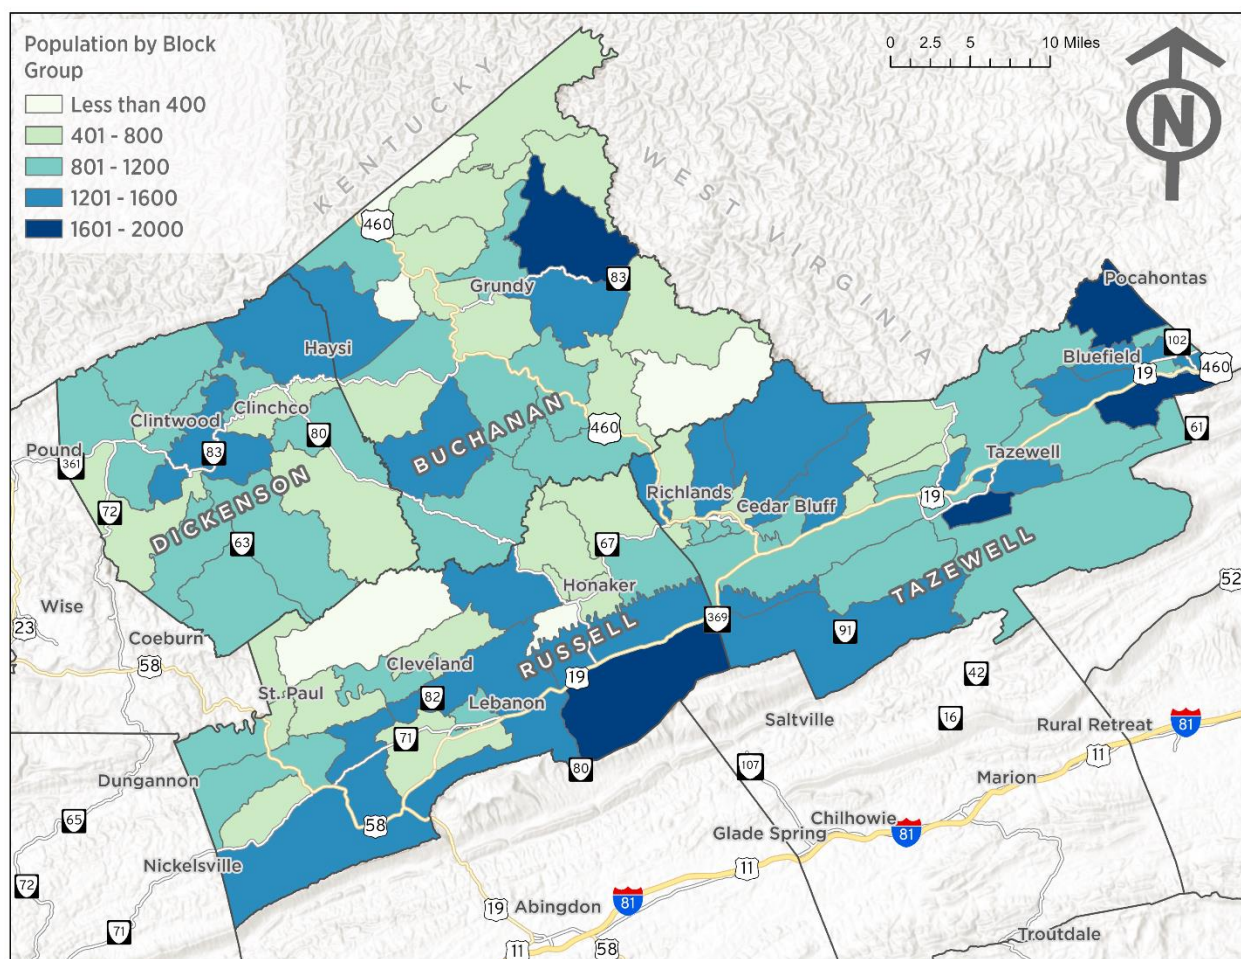 Population by Block
Group
Less than 400
401 - 800
801 - 1200
1201 - 1600
1601 - 2000
0 2.5 5 10 Miles
N
KENTUCKY
WEST VIRGINIA
460
Grundy
83
Pocahontas
Haysi
Bluefield
102
19
460
Clintwood
Clinchco
80
BUCHANAN
460
61
Pound
361
83
Tazewell
72
DICKENSON
Richlands
Cedar Bluff
19
63
67
TAZEWELL
Honaker
52
Wise
23
Coeburn
58
RUSSELL
369
91
Cleveland
19
42
St. Paul
82
Lebanon
Saltville
16
Rural Retreat
81
71
11
Dungannon
80
107
Marion
65
58
Chilhowie
Glade Spring
81
Nickelsville
11
72
19
Abingdon
81
71
11
58
Troutdale